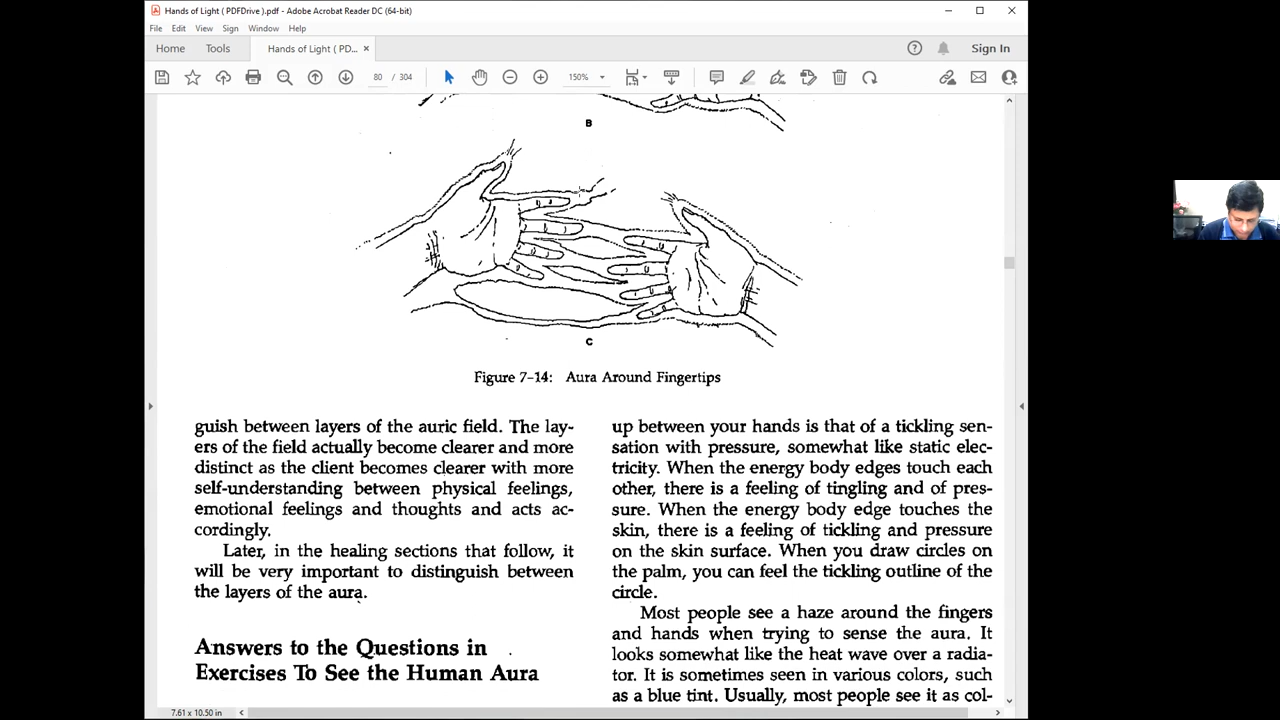 Hands of Light ( PDFDrive ).pdf - Adobe Acrobat Reader DC (64-bit)
File Edit View Sign Window Help
Home Tools Hands of Light ( PD... × Sign In
80 / 304 150%
B
C
Figure 7–14: Aura Around Fingertips
guish between layers of the auric field. The lay-
ers of the field actually become clearer and more
distinct as the client becomes clearer with more
self-understanding between physical feelings,
emotional feelings and thoughts and acts ac-
cordingly.
Later, in the healing sections that follow, it
will be very important to distinguish between
the layers of the aura.
Answers to the Questions in
Exercises To See the Human Aura
up between your hands is that of a tickling sen-
sation with pressure, somewhat like static elec-
tricity. When the energy body edges touch each
other, there is a feeling of tingling and of pres-
sure. When the energy body edge touches the
skin, there is a feeling of tickling and pressure
on the skin surface. When you draw circles on
the palm, you can feel the tickling outline of the
circle.
Most people see a haze around the fingers
and hands when trying to sense the aura. It
looks somewhat like the heat wave over a radia-
tor. It is sometimes seen in various colors, such
as a blue tint. Usually, most people see it as col-
7.61 x 10.50 in